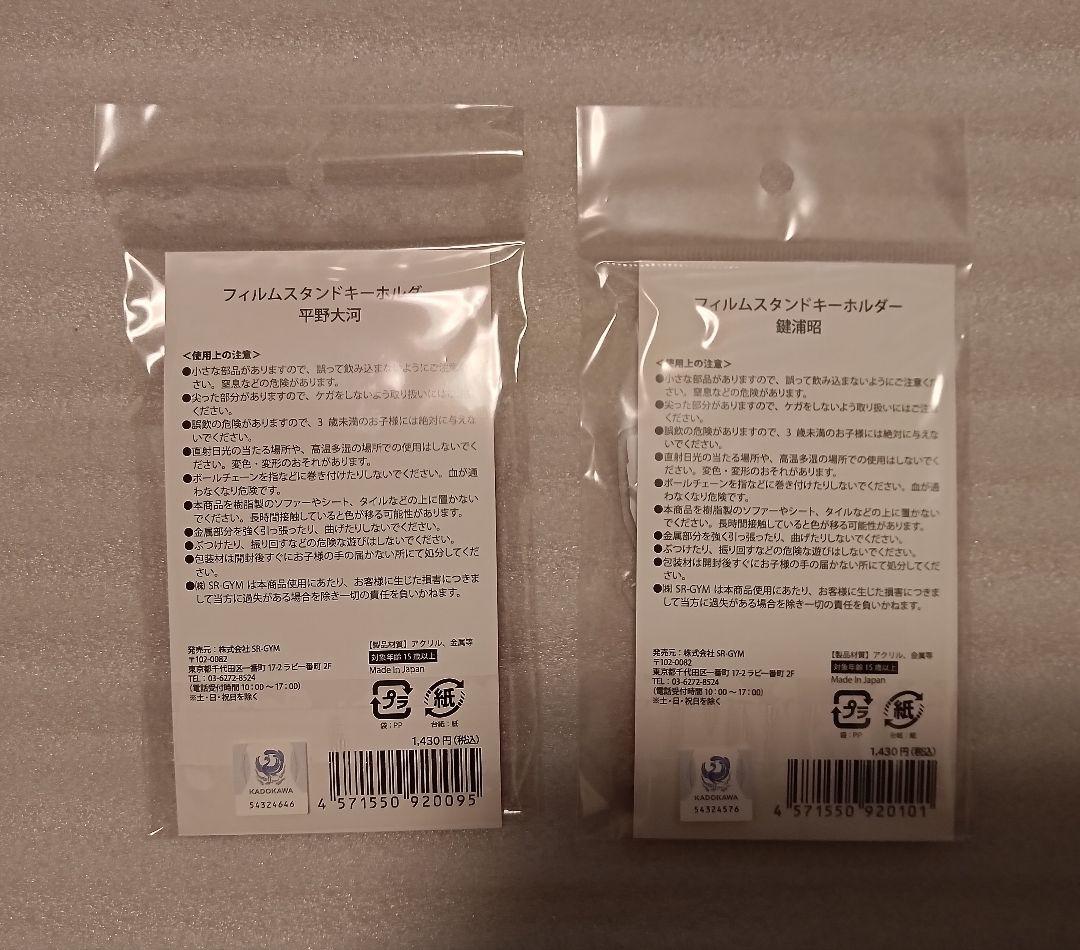 フィルムスタンドキーホルダ
平野大河
<使用上の注意>
●小さな部品がありますので、誤って飲み込まないようにご注意
さい。窒息などの危険があります。
●尖った部分がありますので、ケガをしないよう取り扱いには
ください。
●誤飲の危険がありますので、3 歳未満のお子様には絶対に与えな
いでください。
●直射日光の当たる場所や、高温多湿の場所での使用はしないでく
ださい。変色・変形のおそれがあります。
●ボールチェーンを指などに巻き付けたりしないでください。血が通
わなくなり危険です。
●本商品を樹脂製のソファーやシート、タイルなどの上に置かない
でください。長時間接触していると色が移る可能性があります。
●金属部分を強く引っ張ったり、曲げたりしないでください。
●ぶつけたり、振り回すなどの危険な遊びはしないでください。
●包装材は開封後すぐにお子様の手の届かない所にて処分してくだ
さい。
●㈱ SR-GYM は本商品使用にあたり、お客様に生じた損害につきま
して当方に過失がある場合を除き一切の責任を負いかねます。
発売元：株式会社 SR-GYM
〒102-0082
東京都千代田区一番町 17-2 ラビー番町 2F
TEL：03-6272-8524
（電話受付時間 10：00 ～ 17：00）
※土・日・祝日を除く
【製品材質】アクリル、金属等
対象年齢 15 歳以上
Made In Japan
プラ
紙
袋：PP
台紙：紙
1,430 円（税込）
KADOKAWA
54324646
4 571550 920095
フィルムスタンドキーホルダー
鍵浦昭
<使用上の注意>
●小さな部品がありますので、誤って飲み込まないようにご注意くだ
さい。窒息などの危険があります。
●尖った部分がありますので、ケガをしないよう取り扱いにはご注
ください。
●誤飲の危険がありますので、3 歳未満のお子様には絶対に与えな
いでください。
●直射日光の当たる場所や、高温多湿の場所での使用はしないでく
ださい。変色・変形のおそれがあります。
●ボールチェーンを指などに巻き付けたりしないでください。血が通
わなくなり危険です。
●本商品を樹脂製のソファーやシート、タイルなどの上に置かない
でください。長時間接触していると色が移る可能性があります。
●金属部分を強く引っ張ったり、曲げたりしないでください。
●ぶつけたり、振り回すなどの危険な遊びはしないでください。
●包装材は開封後すぐにお子様の手の届かない所にて処分してくだ
さい。
●㈱ SR-GYM は本商品使用にあたり、お客様に生じた損害につきま
して当方に過失がある場合を除き一切の責任を負いかねます。
発売元：株式会社 SR-GYM
〒102-0082
東京都千代田区一番町 17-2 ラビー番町 2F
TEL：03-6272-8524
（電話受付時間 10：00 ～ 17：00）
※土・日・祝日を除く
【製品材質】アクリル、金属等
対象年齢 15 歳以上
Made In Japan
プラ
紙
袋：PP
台紙：紙
1,430 円（税込）
KADOKAWA
54324576
4 571550 920101